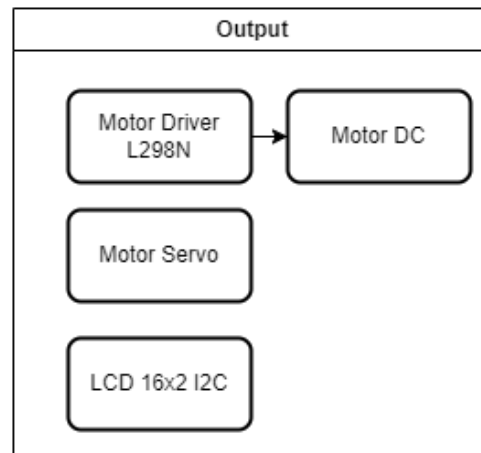 Output
Motor Driver
L298N
Motor DC
Motor Servo
LCD 16x2 I2C